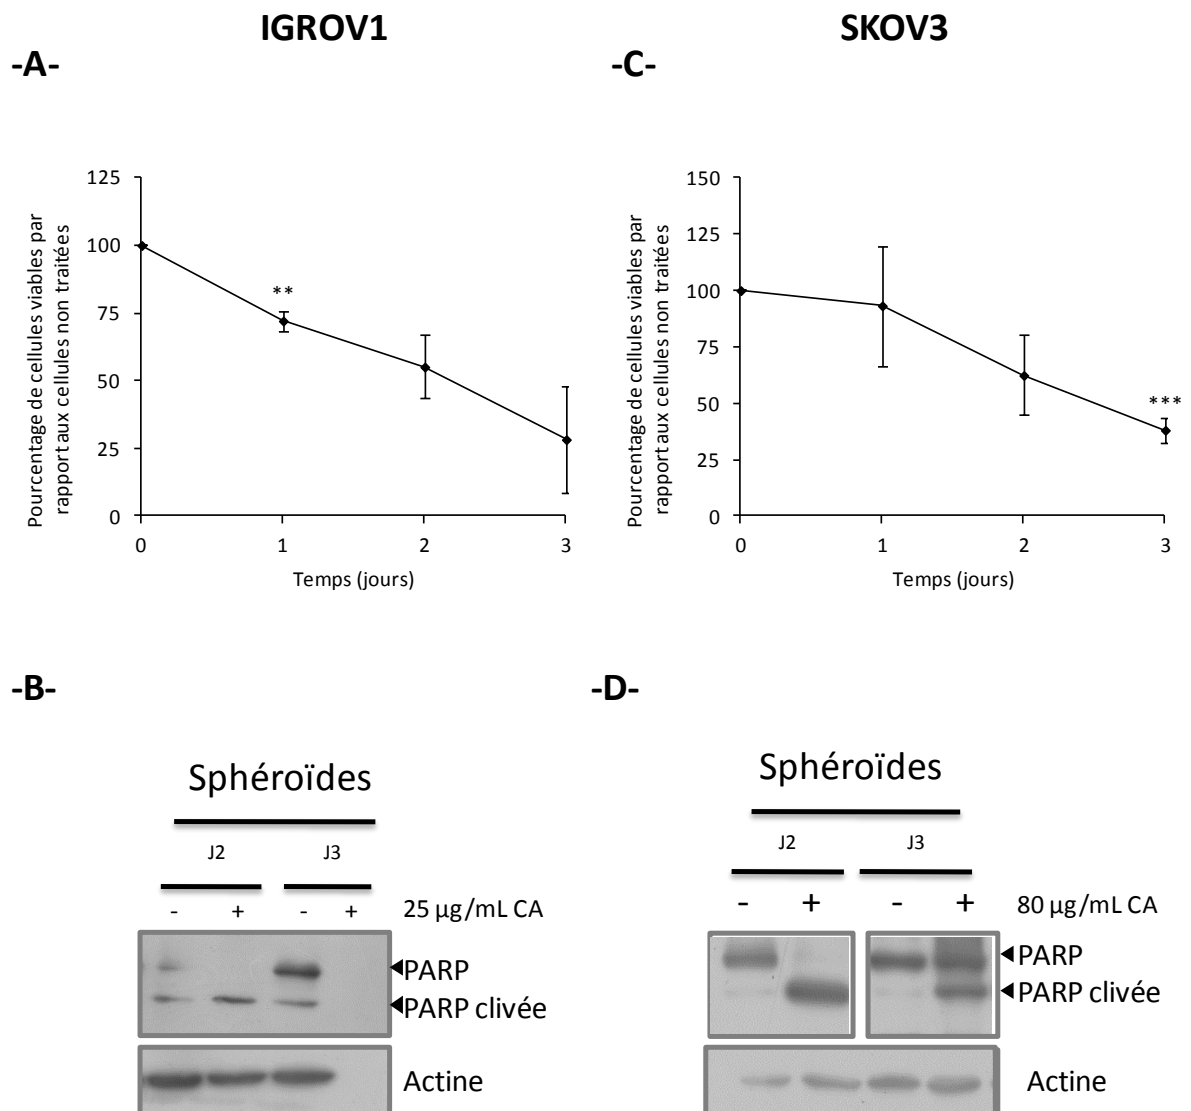 IGROV1
SKOV3
-A-
-C-
Pourcentage de cellules viables par
rapport aux cellules non traitées
125
100
75
50
25
0
**
0
1
2
3
Temps (jours)
Pourcentage de cellules viables par
rapport aux cellules non traitées
150
125
100
75
50
25
0
***
0
1
2
3
Temps (jours)
-B-
-D-
Sphéroïdes
J2
J3
-
+
-
+
25 µg/mL CA
PARP
PARP clivée
Actine
Sphéroïdes
J2
J3
-
+
-
+
80 µg/mL CA
PARP
PARP clivée
Actine